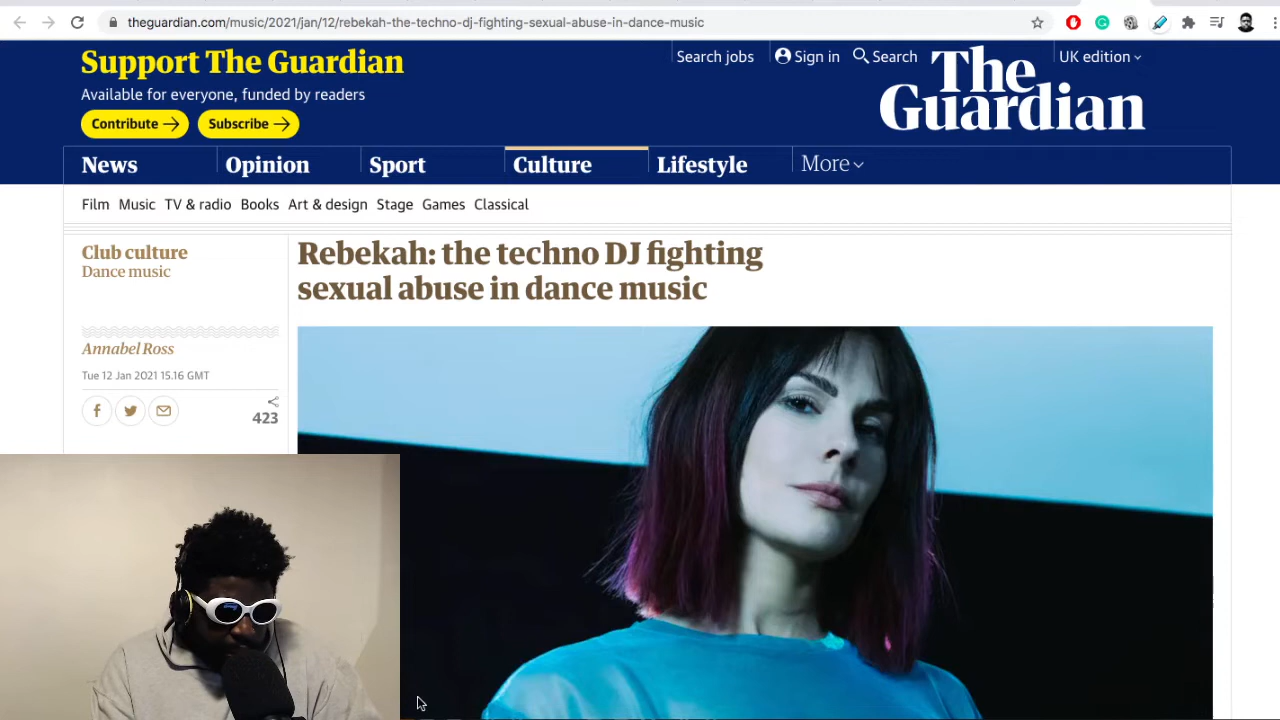 theguardian.com/music/2021/jan/12/rebekah-the-techno-dj-fighting-sexual-abuse-in-dance-music
Support The Guardian
Available for everyone, funded by readers
Contribute
Subscribe
Search jobs
Sign in
Search
UK edition
The
Guardian
News
Opinion
Sport
Culture
Lifestyle
More
Film
Music
TV & radio
Books
Art & design
Stage
Games
Classical
Club culture
Dance music
Rebekah: the techno DJ fighting
sexual abuse in dance music
Annabel Ross
Tue 12 Jan 2021 15.16 GMT
423